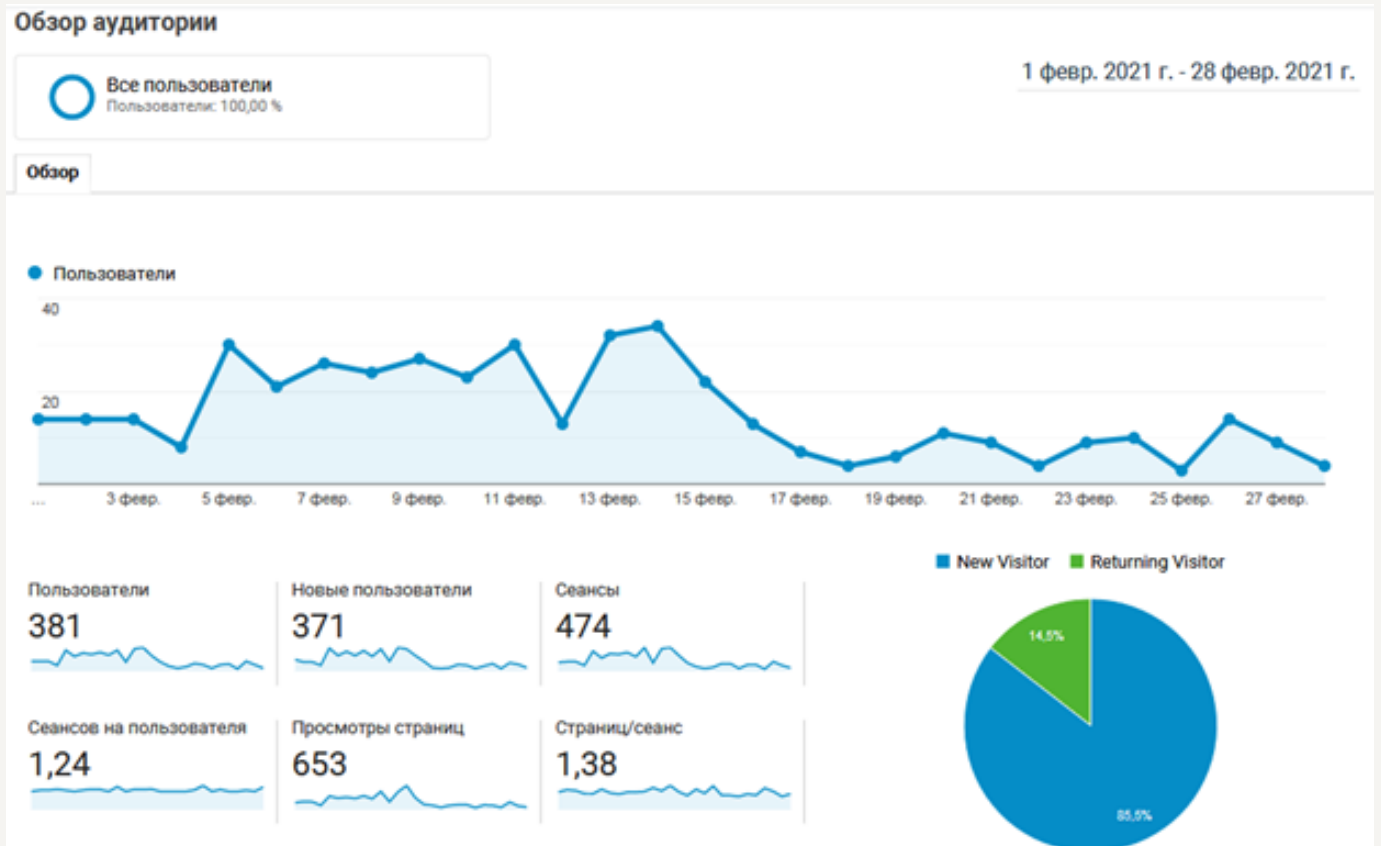 Обзор аудитории
Все пользователи
Пользователи: 100,00 %
1 февр. 2021 г. - 28 февр. 2021 г.
Обзор
Пользователи
40
20
... 3 февр. 5 февр. 7 февр. 9 февр. 11 февр. 13 февр. 15 февр. 17 февр. 19 февр. 21 февр. 23 февр. 25 февр. 27 февр.
New Visitor Returning Visitor
Пользователи Новые пользователи Сеансы
381 371 474
14,5%
Сеансов на пользователя Просмотры страниц Страниц/сеанс
1,24 653 1,38
85,5%